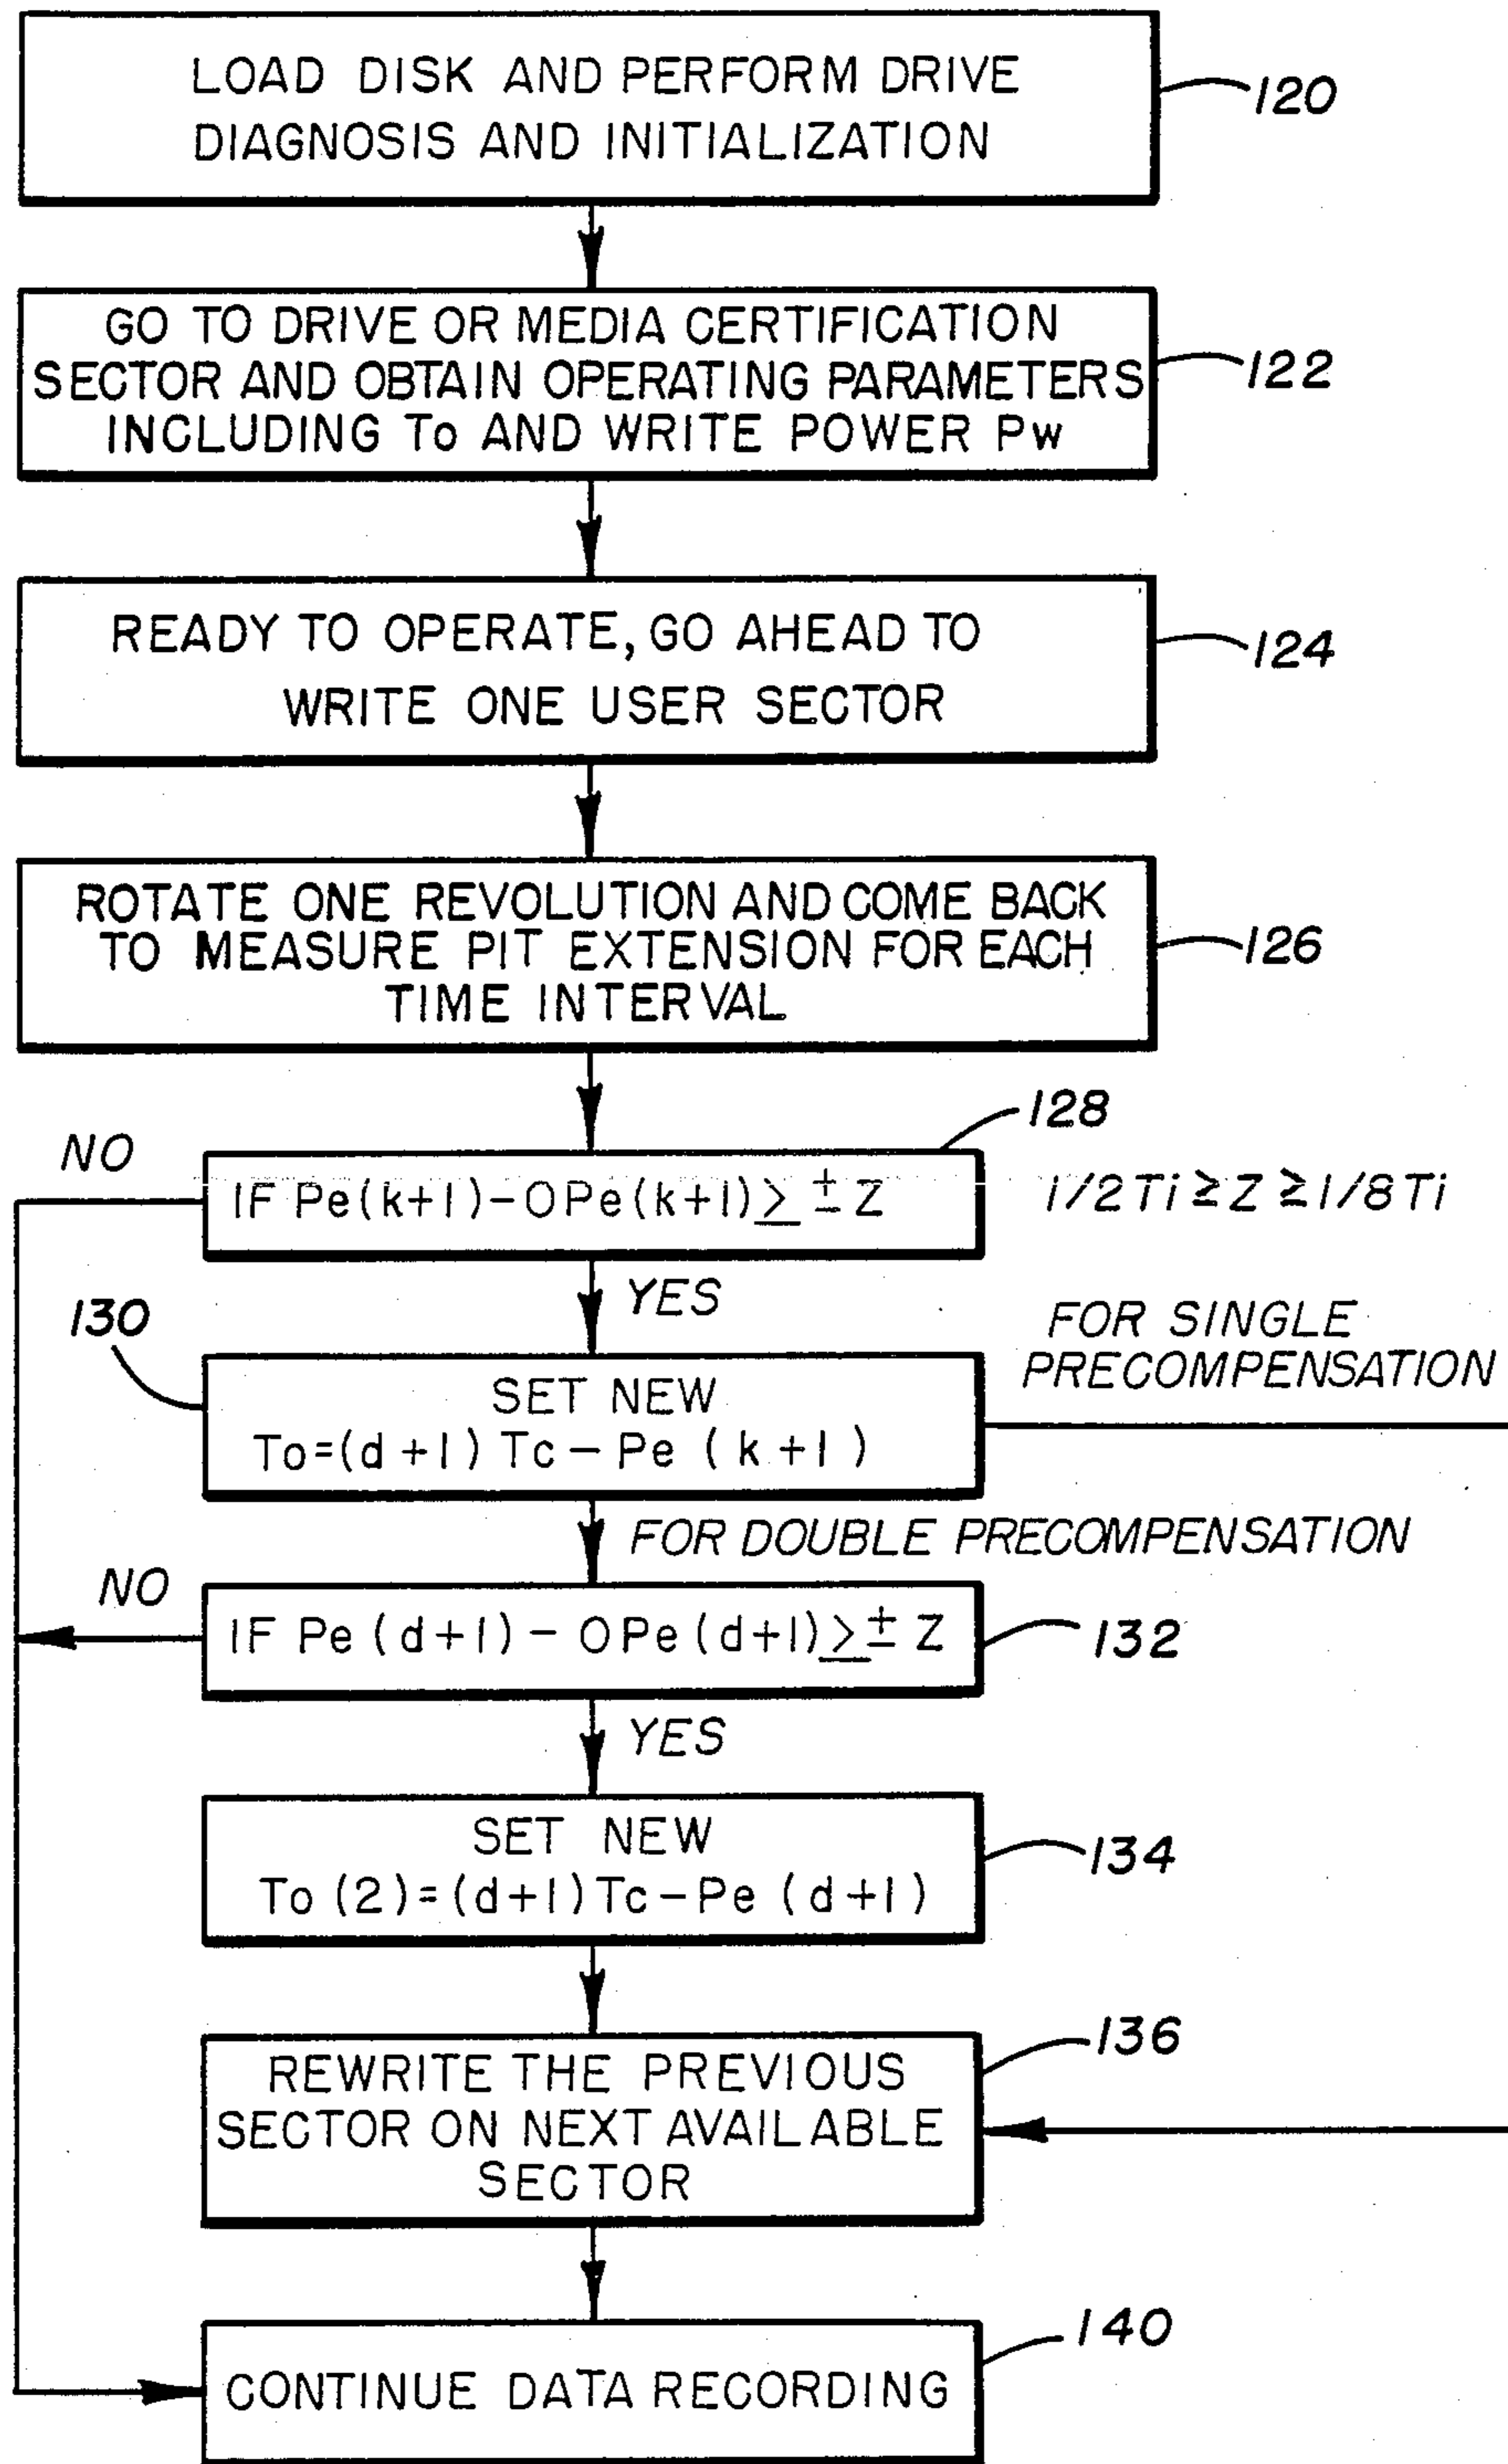 LOAD DISK AND PERFORM DRIVE
DIAGNOSIS AND INITIALIZATION
120
GO TO DRIVE OR MEDIA CERTIFICATION
SECTOR AND OBTAIN OPERATING PARAMETERS
INCLUDING To AND WRITE POWER Pw
122
READY TO OPERATE, GO AHEAD TO
WRITE ONE USER SECTOR
124
ROTATE ONE REVOLUTION AND COME BACK
TO MEASURE PIT EXTENSION FOR EACH
TIME INTERVAL
126
128
NO
IF Pe(k+1)-OPe(k+1) ≥ ± Z
1/2 Ti ≥ Z ≥ 1/8 Ti
YES
130
FOR SINGLE
PRECOMPENSATION
SET NEW
To=(d+1) Tc - Pe (k+1)
FOR DOUBLE PRECOMPENSATION
NO
IF Pe (d+1) - OPe (d+1) ≥ ± Z
132
YES
SET NEW
To (2)=(d+1) Tc-Pe (d+1)
134
136
REWRITE THE PREVIOUS
SECTOR ON NEXT AVAILABLE
SECTOR
140
CONTINUE DATA RECORDING